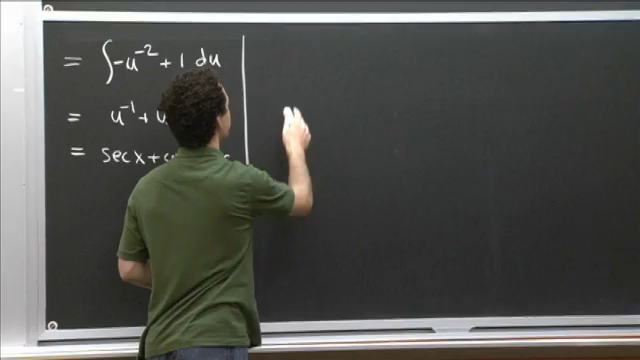 = ∫-u⁻² + 1 du
= u⁻¹ + u
= sec x +